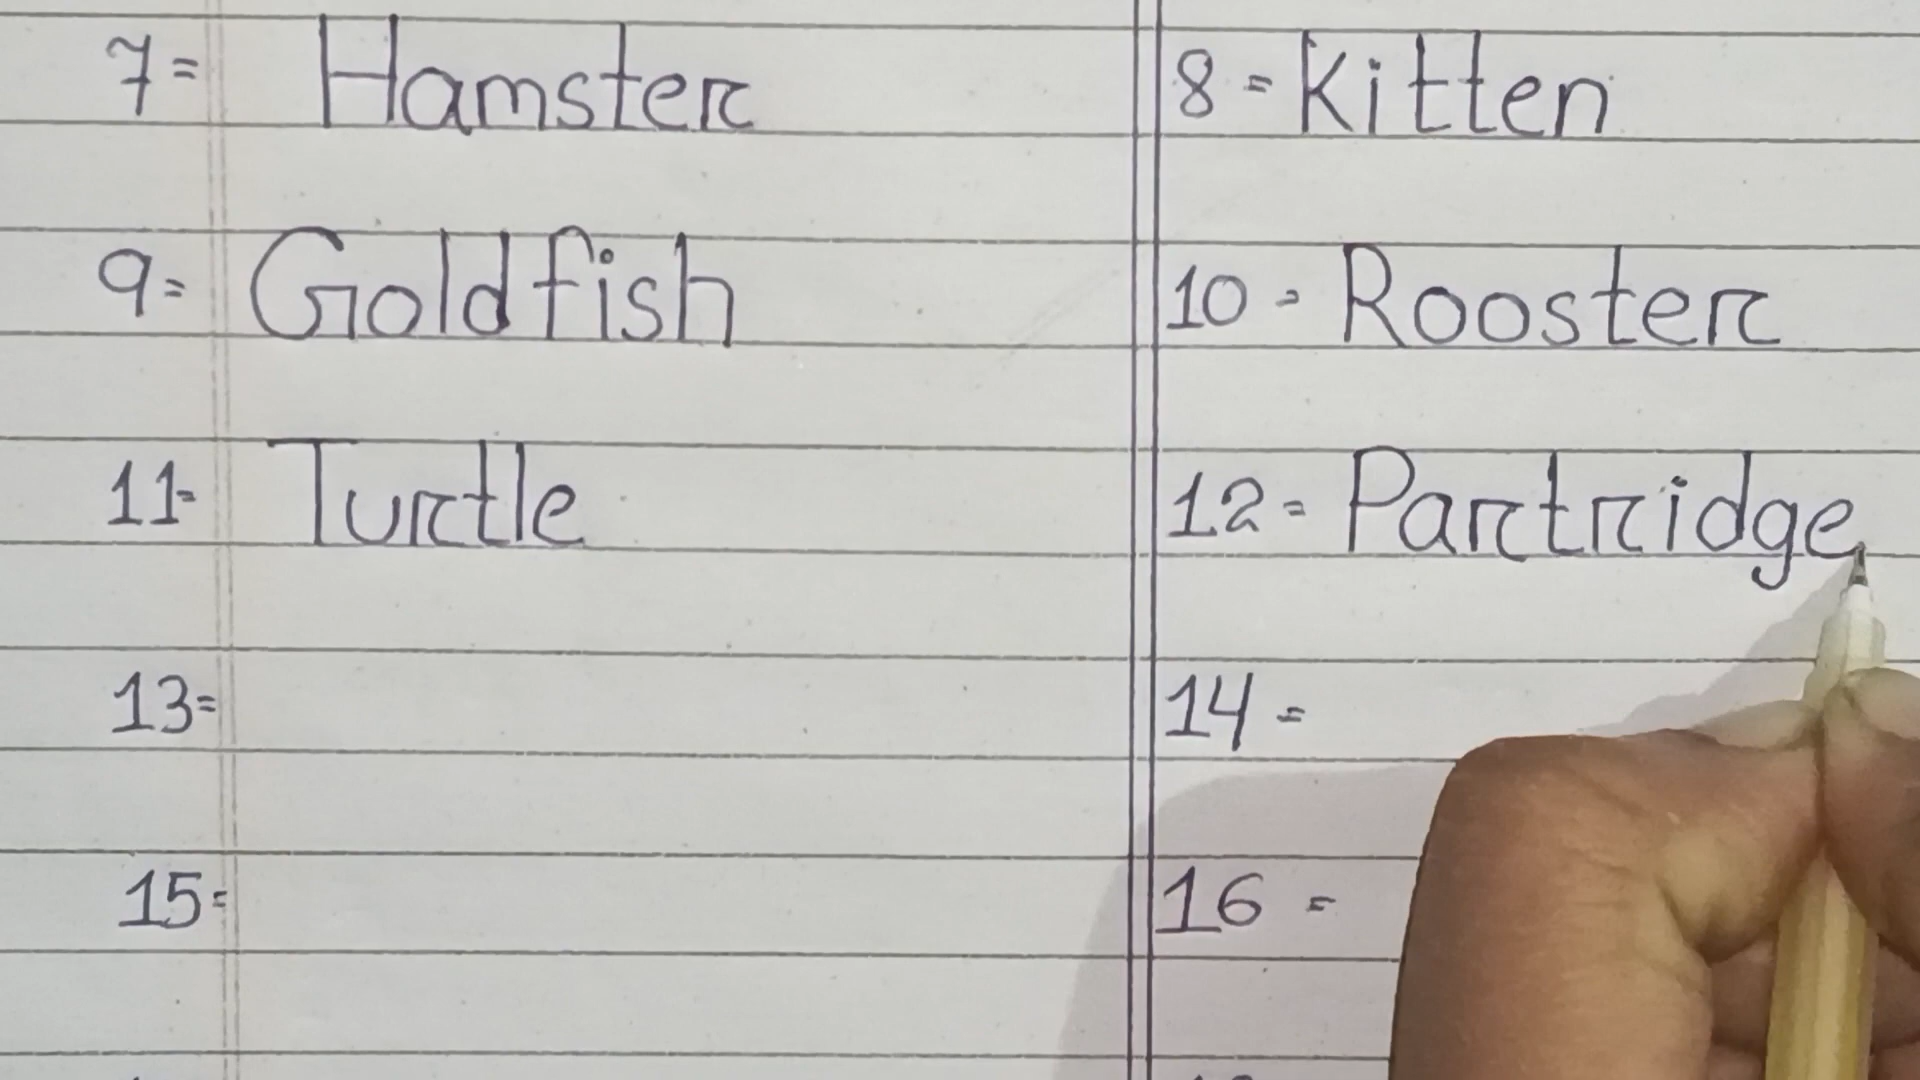 7= Hamster 8= Kitten
9= Goldfish 10= Rooster
11= Turtle 12= Partridge
13= 14=
15= 16=